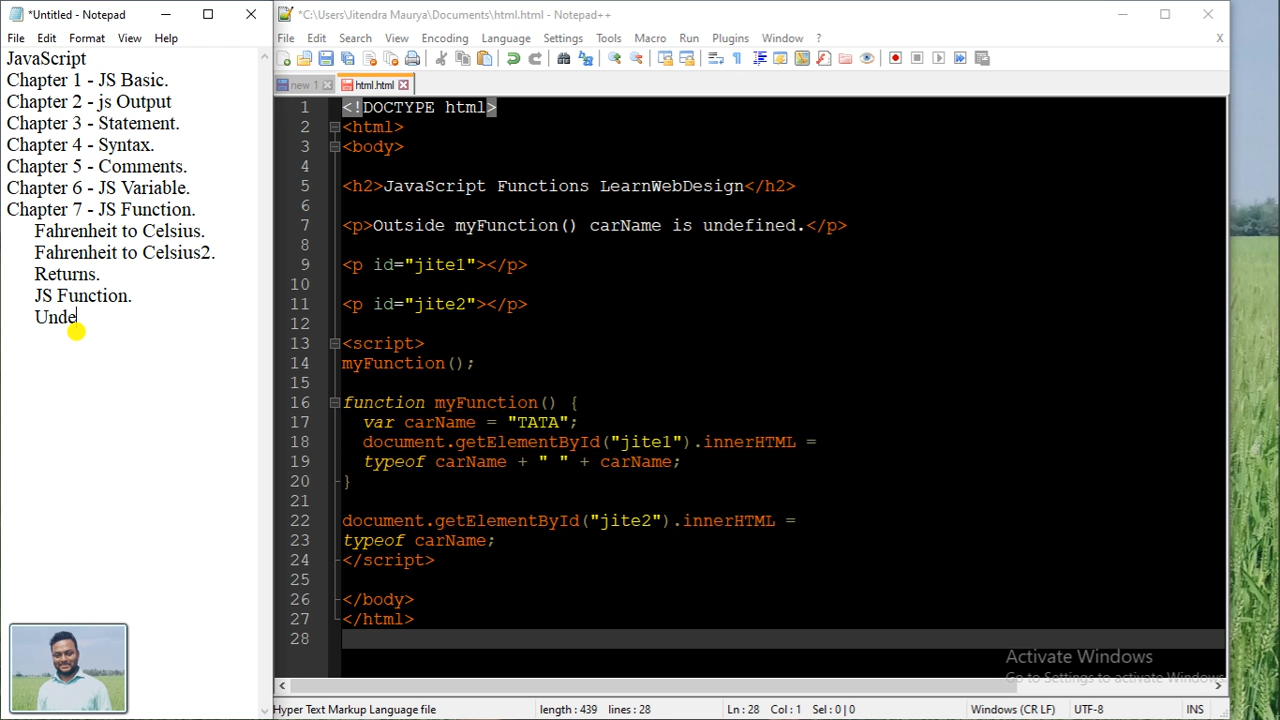 *Untitled - Notepad
File Edit Format View Help
JavaScript
Chapter 1 - JS Basic.
Chapter 2 - js Output
Chapter 3 - Statement.
Chapter 4 - Syntax.
Chapter 5 - Comments.
Chapter 6 - JS Variable.
Chapter 7 - JS Function.
Fahrenheit to Celsius.
Fahrenheit to Celsius2.
Returns.
JS Function.
Unde
*C:\Users\Jitendra Maurya\Documents\html.html - Notepad++
File Edit Search View Encoding Language Settings Tools Macro Run Plugins Window ? X
new 1 html.html
1 <!DOCTYPE html>
2 <html>
3 <body>
4
5 <h2>JavaScript Functions LearnWebDesign</h2>
6
7 <p>Outside myFunction() carName is undefined.</p>
8
9 <p id="jite1"></p>
10
11 <p id="jite2"></p>
12
13 <script>
14 myFunction();
15
16 function myFunction() {
17 var carName = "TATA";
18 document.getElementById("jite1").innerHTML =
19 typeof carName + " " + carName;
20 }
21
22 document.getElementById("jite2").innerHTML =
23 typeof carName;
24 </script>
25
26 </body>
27 </html>
28
Activate Windows
Go to Settings to activate Windows.
Hyper Text Markup Language file length : 439 lines : 28 Ln : 28 Col : 1 Sel : 0 | 0 Windows (CR LF) UTF-8 INS